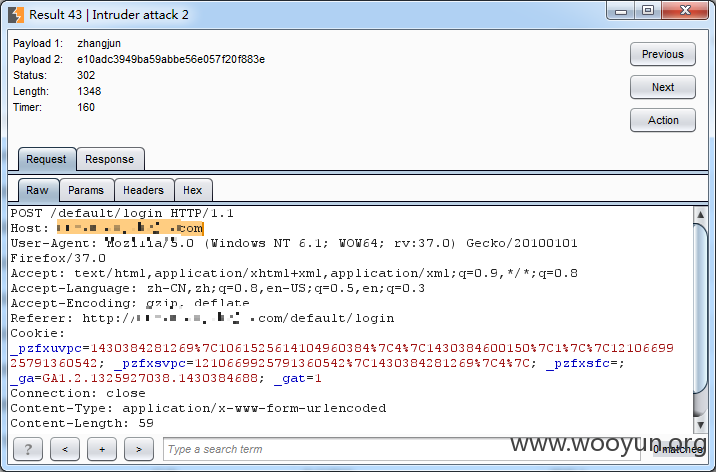 Result 43 | Intruder attack 2
Payload 1: zhangjun
Payload 2: e10adc3949ba59abbe56e057f20f883e
Status: 302
Length: 1348
Timer: 160
Previous
Next
Action
Request Response
Raw Params Headers Hex
POST /default/login HTTP/1.1
Host: com
User-Agent: Mozilla/5.0 (Windows NT 6.1; WOW64; rv:37.0) Gecko/20100101
Firefox/37.0
Accept: text/html,application/xhtml+xml,application/xml;q=0.9,*/*;q=0.8
Accept-Language: zh-CN,zh;q=0.8,en-US;q=0.5,en;q=0.3
Accept-Encoding: gzip, deflate
Referer: http:// .com/default/login
Cookie:
_pzfxuvpc=1430384281269%7C1061525614104960384%7C4%7C1430384600150%7C1%7C%7C12106699
25791360542; _pzfxsvpc=1210669925791360542%7C1430384281269%7C4%7C; _pzfxsfc=;
_ga=GA1.2.1325927038.1430384688; _gat=1
Connection: close
Content-Type: application/x-www-form-urlencoded
Content-Length: 59
? < + > Type a search term 0 matches
www.wooyun.org